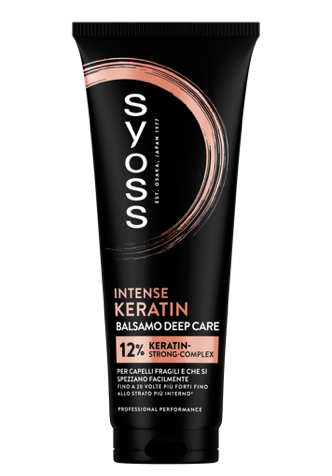 syoss
EST. OSAKA, JAPAN 1977
INTENSE
KERATIN
BALSAMO DEEP CARE
12% KERATIN-
STRONG-COMPLEX
PER CAPELLI FRAGILI E CHE SI
SPEZZANO FACILMENTE
FINO A 20 VOLTE PIÙ FORTI FINO
ALLO STRATO PIÙ INTERNO*
PROFESSIONAL PERFORMANCE